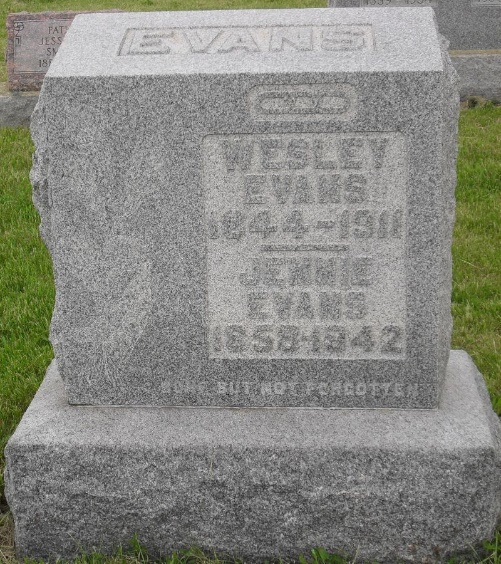 EVANS
WESLEY
EVANS
1844-1911
JENNIE
EVANS
1858-1942
GONE BUT NOT FORGOTTEN